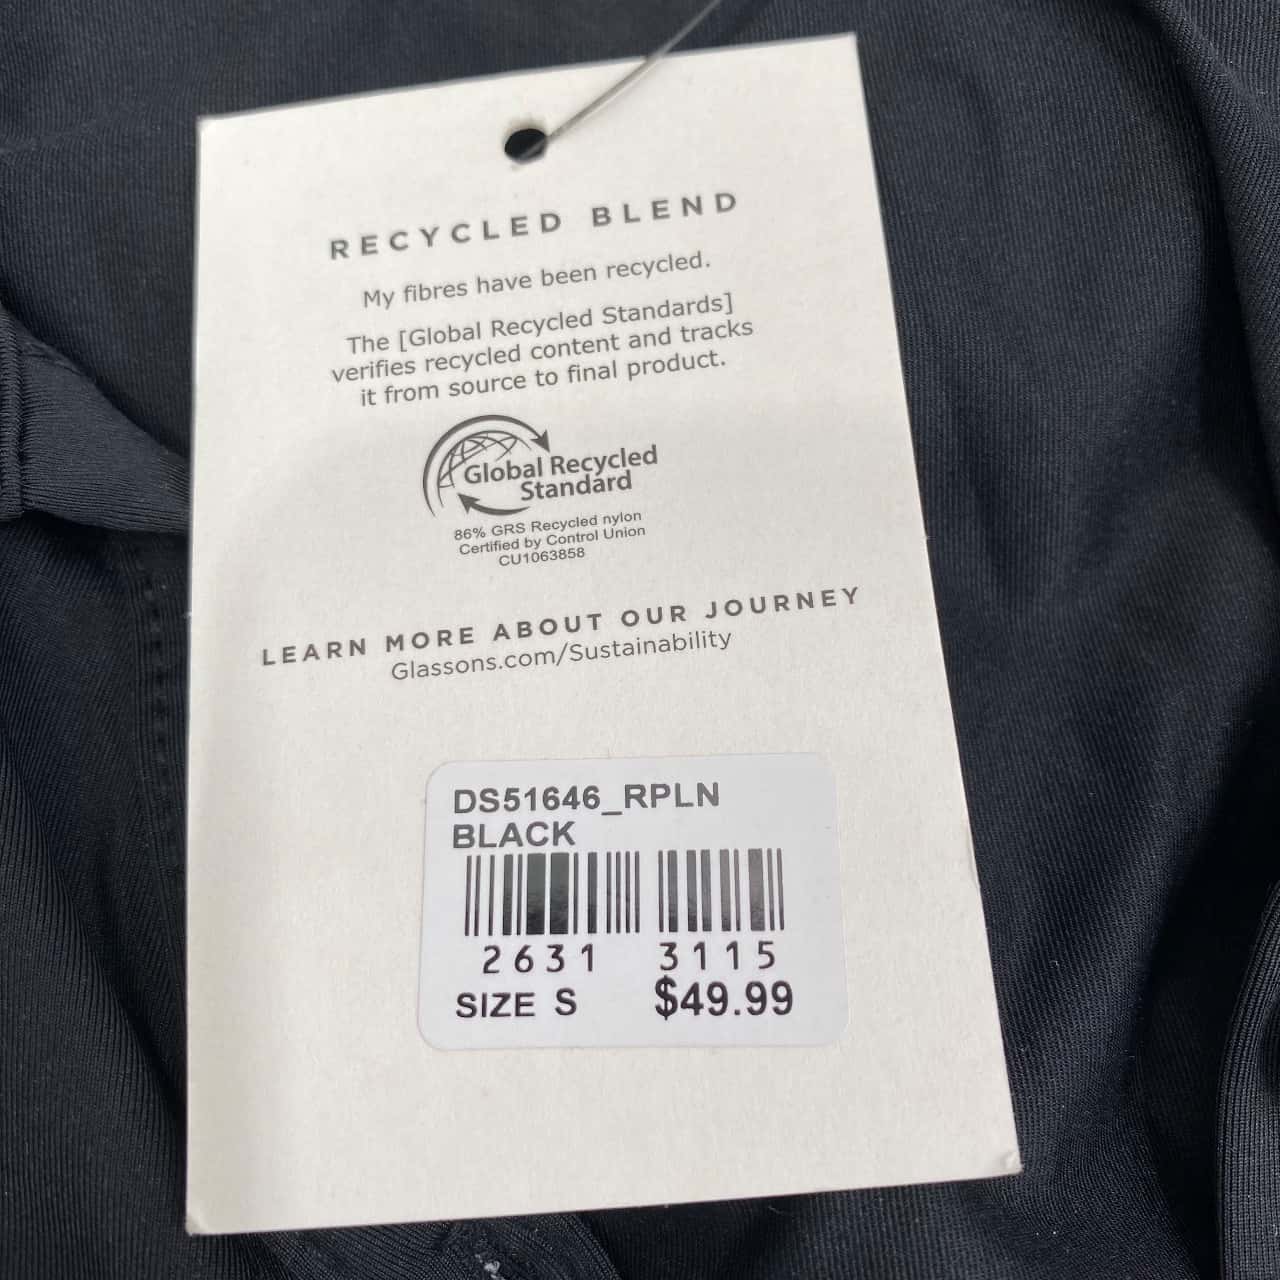 RECYCLED BLEND
My fibres have been recycled.
The [Global Recycled Standards]
verifies recycled content and tracks
it from source to final product.
Global Recycled
Standard
86% GRS Recycled nylon
Certified by Control Union
CU1063858
LEARN MORE ABOUT OUR JOURNEY
Glassons.com/Sustainability
DS51646_RPLN
BLACK
2631 3115
SIZE S $49.99